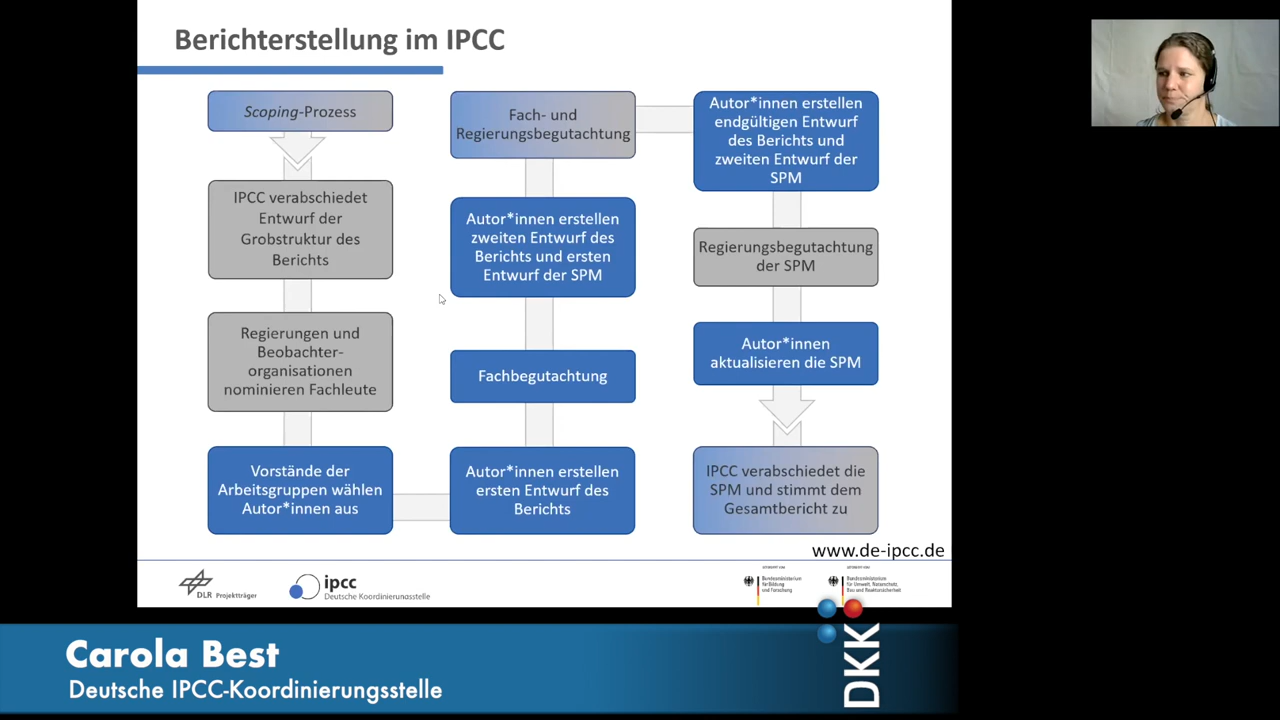 Berichterstellung im IPCC
Scoping-Prozess
IPCC verabschiedet
Entwurf der
Grobstruktur des
Berichts
Regierungen und
Beobachter-
organisationen
nominieren Fachleute
Vorstände der
Arbeitsgruppen wählen
Autor*innen aus
Autor*innen erstellen
ersten Entwurf des
Berichts
Fachbegutachtung
Autor*innen erstellen
zweiten Entwurf des
Berichts und ersten
Entwurf der SPM
Fach- und
Regierungsbegutachtung
Autor*innen erstellen
endgültigen Entwurf
des Berichts und
zweiten Entwurf der
SPM
Regierungsbegutachtung
der SPM
Autor*innen
aktualisieren die SPM
IPCC verabschiedet die
SPM und stimmt dem
Gesamtbericht zu
www.de-ipcc.de
DLR Projektträger
ipcc
Deutsche Koordinierungsstelle
Bundesministerium
für Bildung
und Forschung
Bundesministerium
für Umwelt, Naturschutz,
Bau und Reaktorsicherheit
Carola Best
Deutsche IPCC-Koordinierungsstelle
DKK